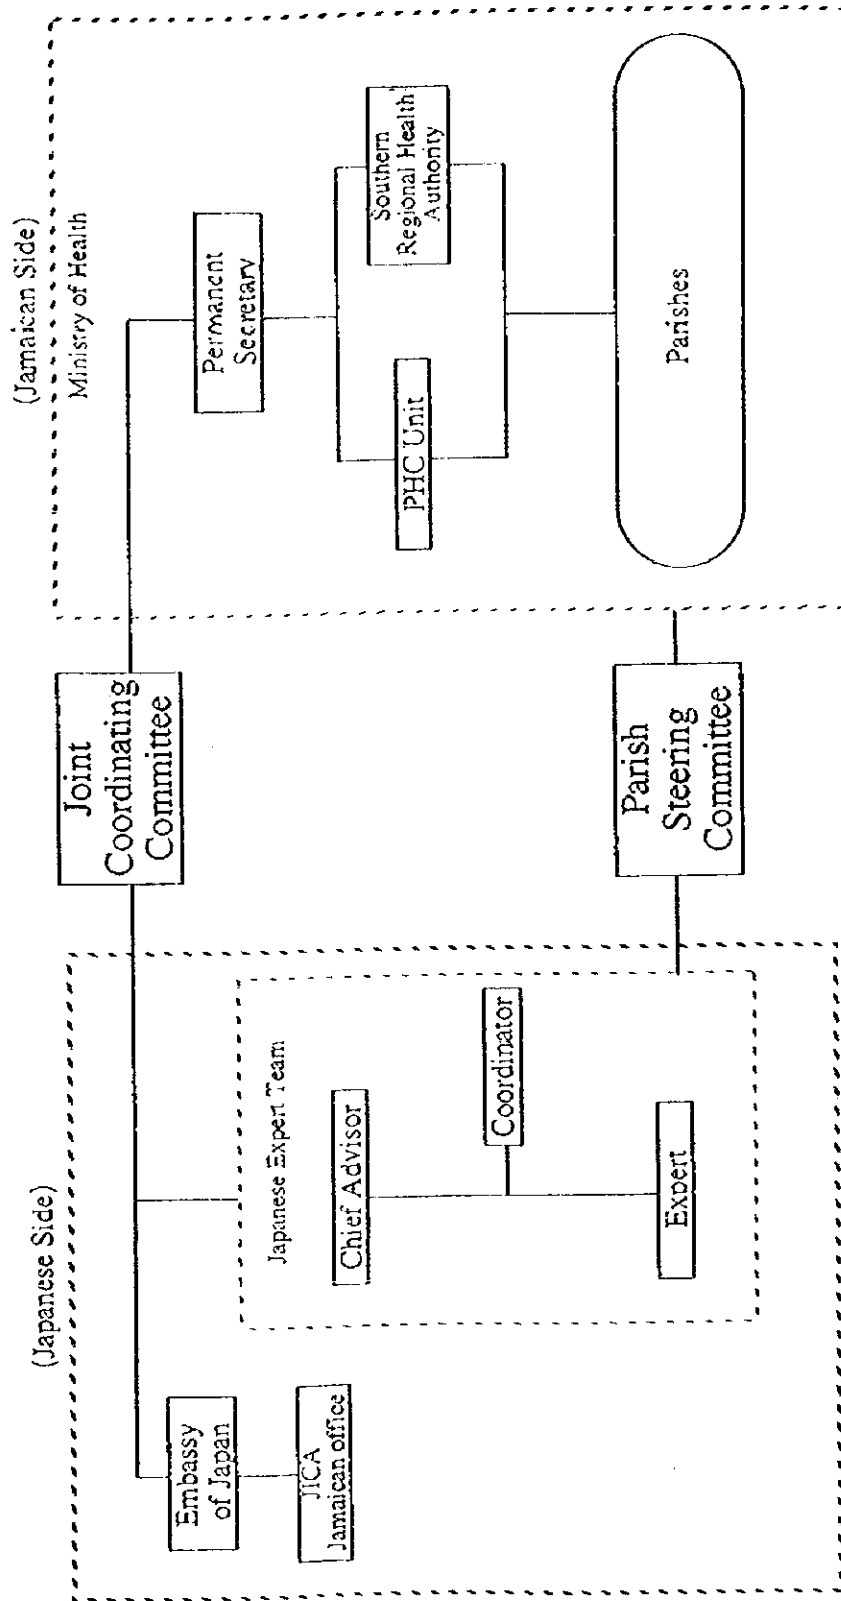 (Japanese Side)
Embassy
of Japan
JICA
Jamaican office
Japanese Expert Team
Chief Advisor
Coordinator
Expert
Joint
Coordinating
Committee
Parish
Steering
Committee
(Jamaican Side)
Ministry of Health
Permanent
Secretary
PHC Unit
Southern
Regional Health
Authority
Parishes